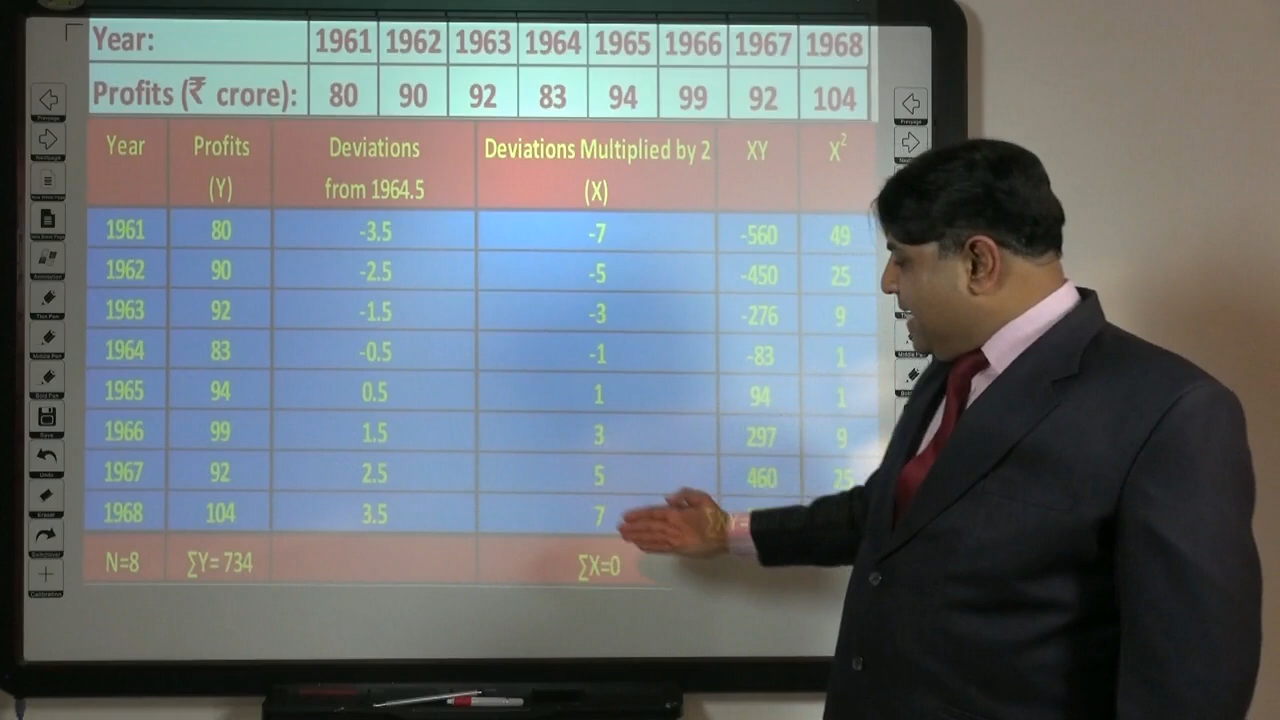 Year: 1961 1962 1963 1964 1965 1966 1967 1968
Profits (₹ crore): 80 90 92 83 94 99 92 104
Year Profits (Y) Deviations from 1964.5 Deviations Multiplied by 2 (X) XY X²
1961 80 -3.5 -7 -560 49
1962 90 -2.5 -5 -450 25
1963 92 -1.5 -3 -276 9
1964 83 -0.5 -1 -83 1
1965 94 0.5 1 94 1
1966 99 1.5 3 297 9
1967 92 2.5 5 460 25
1968 104 3.5 7
N=8 ∑Y= 734 ∑X=0